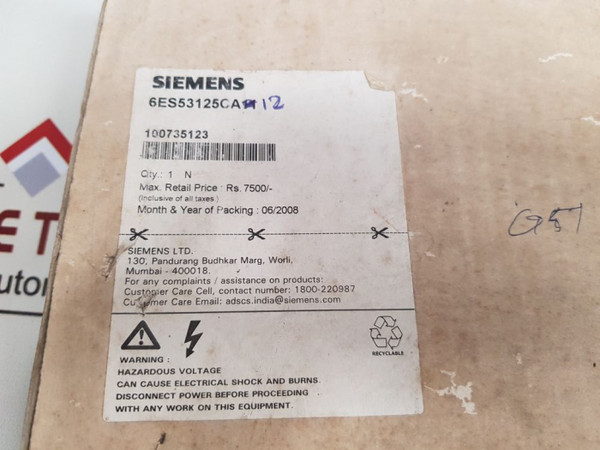 SIEMENS
6ES53125CA 12
100735123
Qty.: 1 N
Max. Retail Price : Rs. 7500/-
(Inclusive of all taxes.)
Month & Year of Packing : 06/2008
SIEMENS LTD.
130, Pandurang Budhkar Marg, Worli,
Mumbai - 400018.
For any complaints / assistance on products:
Customer Care Cell, contact number: 1800-220987
Customer Care Email: adscs.india@siemens.com
RECYCLABLE
WARNING :
HAZARDOUS VOLTAGE
CAN CAUSE ELECTRICAL SHOCK AND BURNS.
DISCONNECT POWER BEFORE PROCEEDING
WITH ANY WORK ON THIS EQUIPMENT.
E T
utom